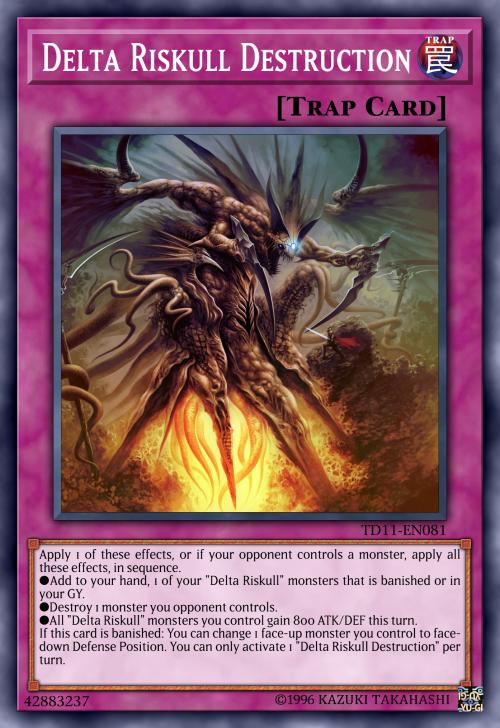 DELTA RISKULL DESTRUCTION
TRAP
罠
[TRAP CARD]
TD11-EN081
Apply 1 of these effects, or if your opponent controls a monster, apply all
these effects, in sequence.
●Add to your hand, 1 of your "Delta Riskull" monsters that is banished or in
your GY.
●Destroy 1 monster you opponent controls.
●All "Delta Riskull" monsters you control gain 800 ATK/DEF this turn.
If this card is banished: You can change 1 face-up monster you control to face-
down Defense Position. You can only activate 1 "Delta Riskull Destruction" per
turn.
42883237
©1996 KAZUKI TAKAHASHI